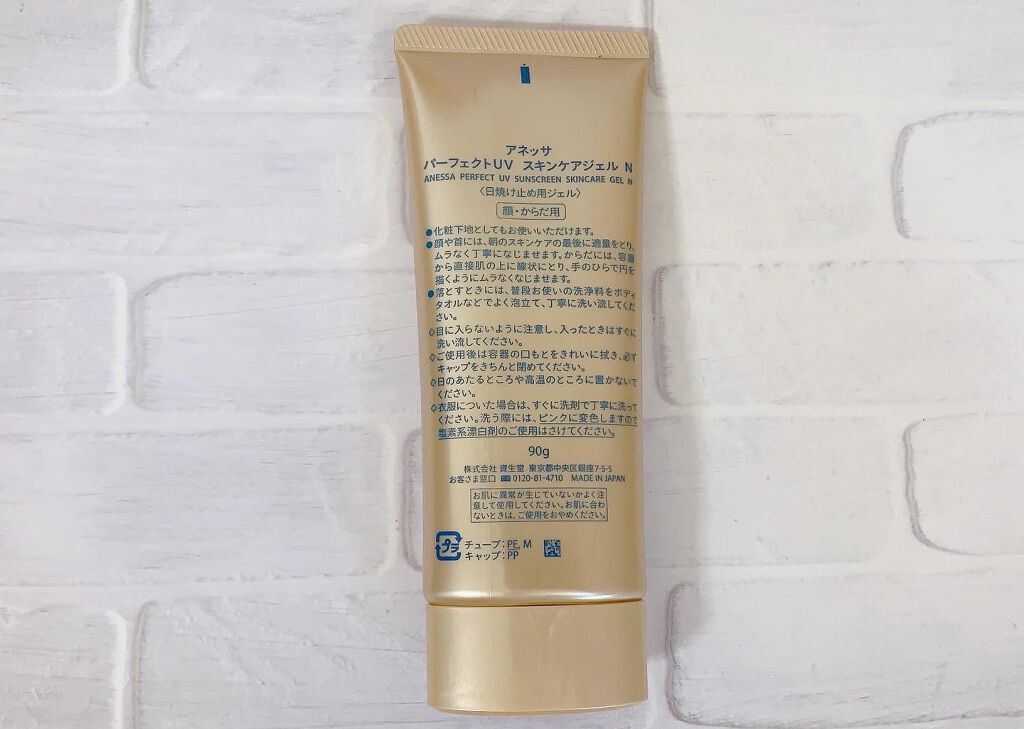 アネッサ
パーフェクトUV スキンケアジェル N
ANESSA PERFECT UV SUNSCREEN SKINCARE GEL N
〈日焼け止め用ジェル〉
顔・からだ用
●化粧下地としてもお使いいただけます。
●顔や首には、朝のスキンケアの最後に適量をとり、
ムラなく丁寧になじませます。からだには、容器
から直接肌の上に線状にとり、手のひらで円を
描くようにムラなくなじませます。
●落とすときには、普段お使いの洗浄料をボディ
タオルなどでよく泡立て、丁寧に洗い流してくだ
さい。
◇目に入らないように注意し、入ったときはすぐに
洗い流してください。
◇ご使用後は容器の口もとをきれいに拭き、必ず
キャップをきちんと閉めてください。
◇日のあたるところや高温のところに置かないで
ください。
◇衣服についた場合は、すぐに洗剤で丁寧に洗って
ください。洗う際には、ピンクに変色しますので
塩素系漂白剤のご使用はさけてください。
90g
株式会社 資生堂 東京都中央区銀座7-5-5
お客さま窓口 0120-81-4710 MADE IN JAPAN
お肌に異常が生じていないかよく注
意して使用してください。お肌に合わ
ないときは、ご使用をおやめください。
プラ チューブ：PE, M
キャップ：PP